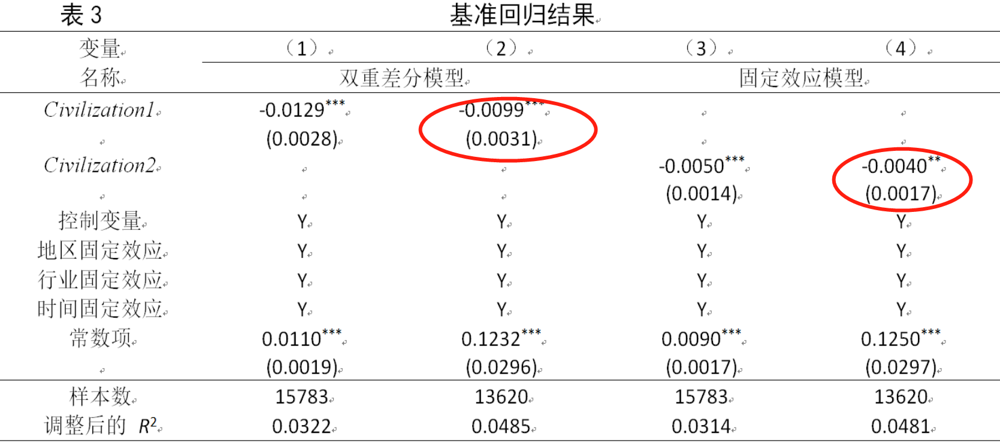 表 3 基准回归结果
变量 (1) (2) (3) (4)
名称 双重差分模型 固定效应模型
Civilization1 -0.0129*** -0.0099***
(0.0028) (0.0031)
Civilization2 -0.0050*** -0.0040**
(0.0014) (0.0017)
控制变量 Y Y Y Y
地区固定效应 Y Y Y Y
行业固定效应 Y Y Y Y
时间固定效应 Y Y Y Y
常数项 0.0110*** 0.1232*** 0.0090*** 0.1250***
(0.0019) (0.0296) (0.0017) (0.0297)
样本数 15783 13620 15783 13620
调整后的 R² 0.0322 0.0485 0.0314 0.0481